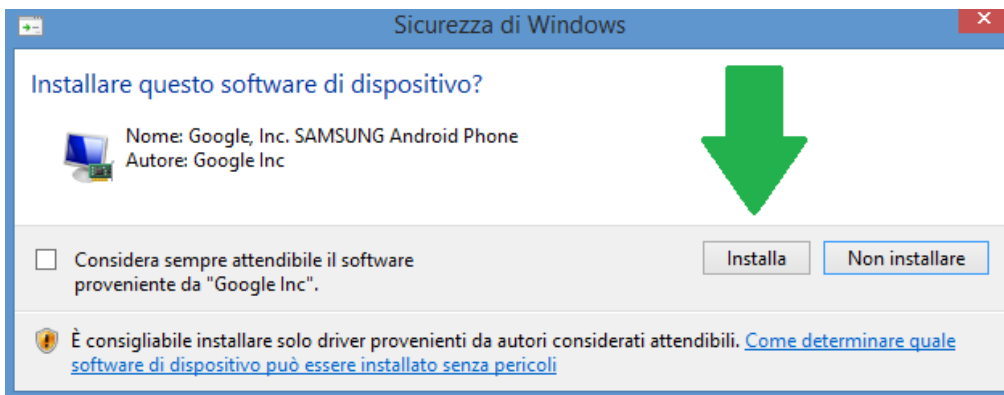 Sicurezza di Windows
Installare questo software di dispositivo?
Nome: Google, Inc. SAMSUNG Android Phone
Autore: Google Inc
Considera sempre attendibile il software
proveniente da "Google Inc".
Installa
Non installare
È consigliabile installare solo driver provenienti da autori considerati attendibili. Come determinare quale
software di dispositivo può essere installato senza pericoli